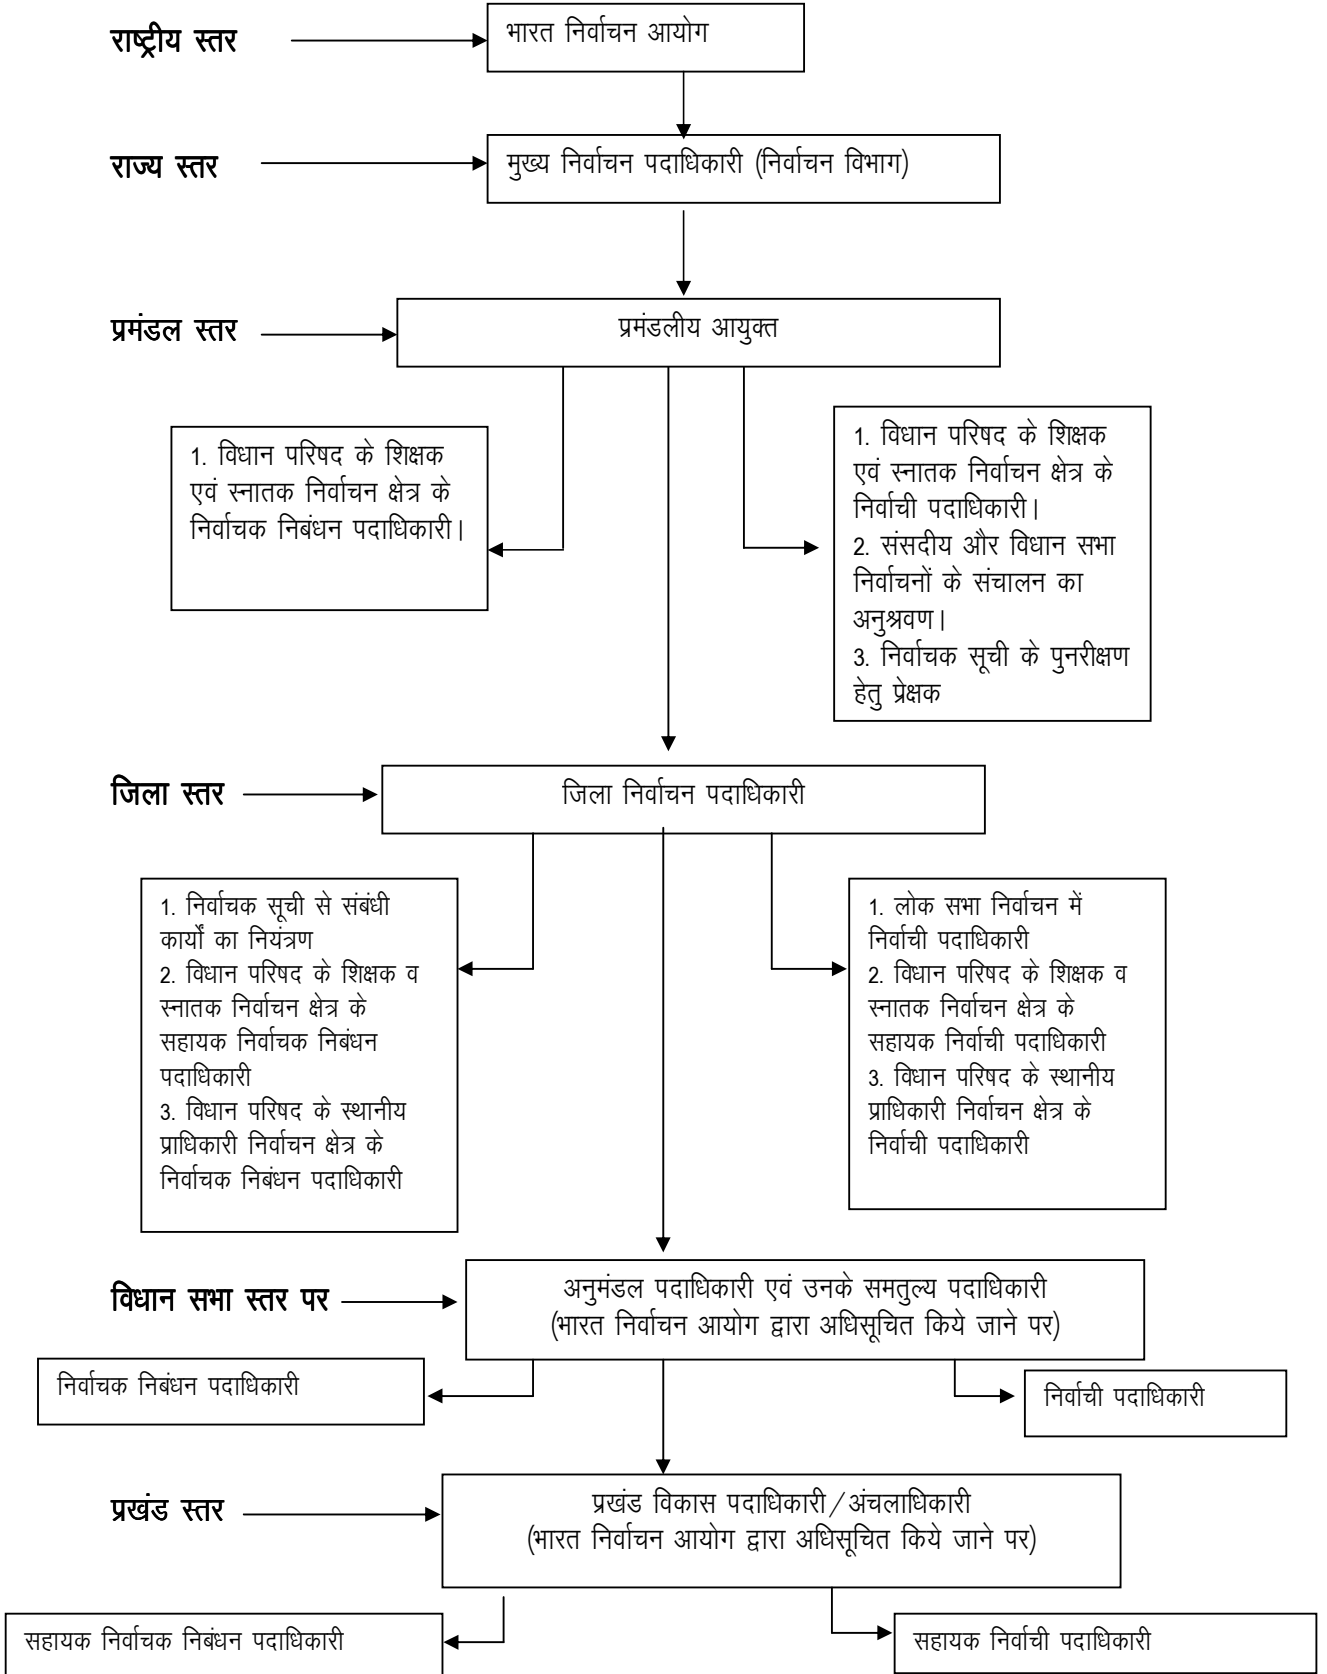 राष्ट्रीय स्तर
भारत निर्वाचन आयोग
राज्य स्तर
मुख्य निर्वाचन पदाधिकारी (निर्वाचन विभाग)
प्रमंडल स्तर
प्रमंडलीय आयुक्त
1. विधान परिषद के शिक्षक
एवं स्नातक निर्वाचन क्षेत्र के
निर्वाचक निबंधन पदाधिकारी।
1. विधान परिषद के शिक्षक
एवं स्नातक निर्वाचन क्षेत्र के
निर्वाची पदाधिकारी।
2. संसदीय और विधान सभा
निर्वाचनों के संचालन का
अनुश्रवण।
3. निर्वाचक सूची के पुनरीक्षण
हेतु प्रेक्षक
जिला स्तर
जिला निर्वाचन पदाधिकारी
1. निर्वाचक सूची से संबंधी
कार्यों का नियंत्रण
2. विधान परिषद के शिक्षक व
स्नातक निर्वाचन क्षेत्र के
सहायक निर्वाचक निबंधन
पदाधिकारी
3. विधान परिषद के स्थानीय
प्राधिकारी निर्वाचन क्षेत्र के
निर्वाचक निबंधन पदाधिकारी
1. लोक सभा निर्वाचन में
निर्वाची पदाधिकारी
2. विधान परिषद के शिक्षक व
स्नातक निर्वाचन क्षेत्र के
सहायक निर्वाची पदाधिकारी
3. विधान परिषद के स्थानीय
प्राधिकारी निर्वाचन क्षेत्र के
निर्वाची पदाधिकारी
विधान सभा स्तर पर
अनुमंडल पदाधिकारी एवं उनके समतुल्य पदाधिकारी
(भारत निर्वाचन आयोग द्वारा अधिसूचित किये जाने पर)
निर्वाचक निबंधन पदाधिकारी
निर्वाची पदाधिकारी
प्रखंड स्तर
प्रखंड विकास पदाधिकारी/अंचलाधिकारी
(भारत निर्वाचन आयोग द्वारा अधिसूचित किये जाने पर)
सहायक निर्वाचक निबंधन पदाधिकारी
सहायक निर्वाची पदाधिकारी